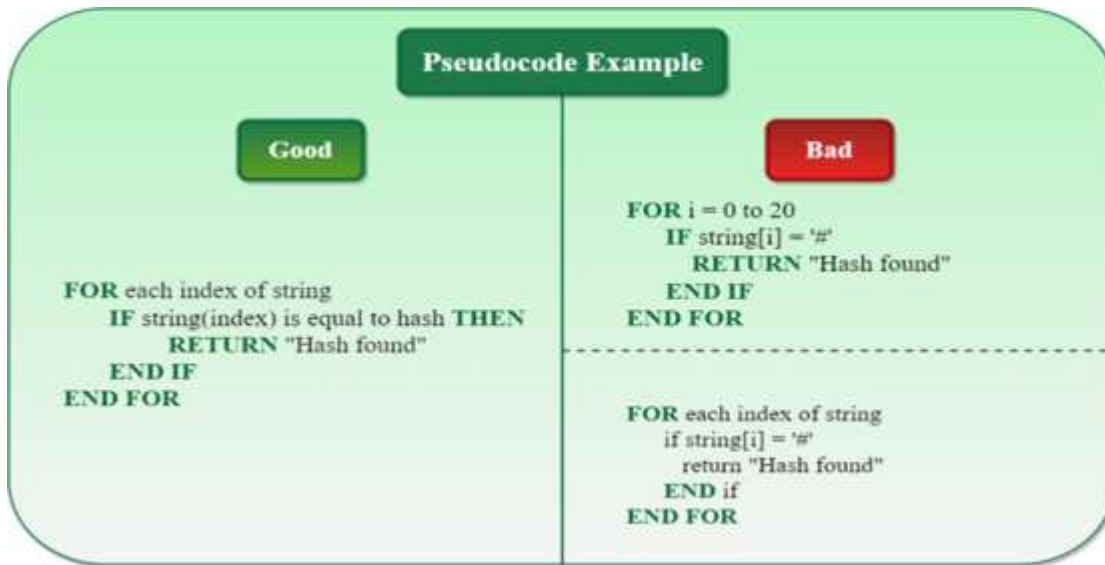 Pseudocode Example
Good
FOR each index of string
IF string(index) is equal to hash THEN
RETURN "Hash found"
END IF
END FOR
Bad
FOR i = 0 to 20
IF string[i] = '#'
RETURN "Hash found"
END IF
END FOR
FOR each index of string
if string[i] = '#'
return "Hash found"
END if
END FOR